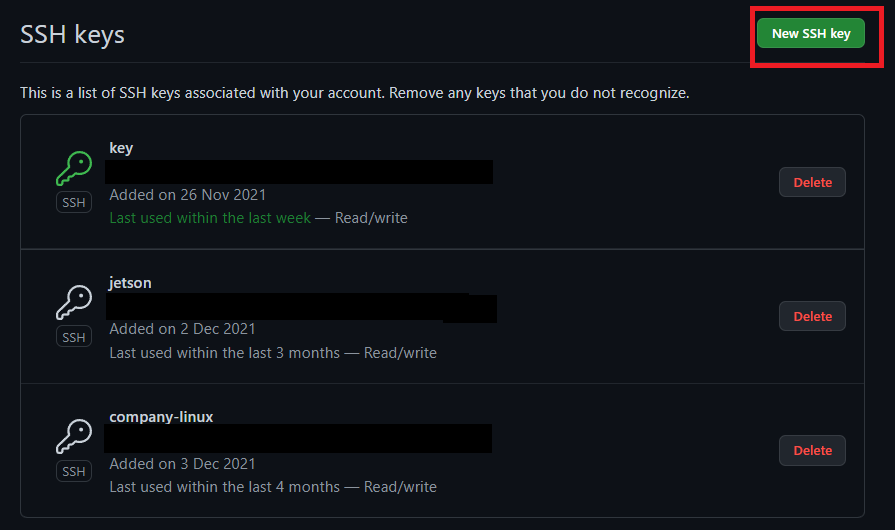 SSH keys
New SSH key
This is a list of SSH keys associated with your account. Remove any keys that you do not recognize.
key
SSH
Added on 26 Nov 2021
Last used within the last week — Read/write
Delete
jetson
SSH
Added on 2 Dec 2021
Last used within the last 3 months — Read/write
Delete
company-linux
SSH
Added on 3 Dec 2021
Last used within the last 4 months — Read/write
Delete